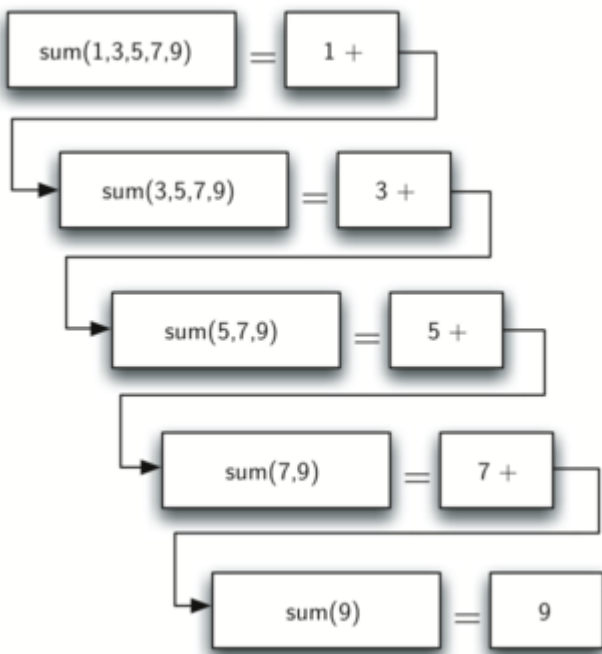 sum(1,3,5,7,9) = 1 +
sum(3,5,7,9) = 3 +
sum(5,7,9) = 5 +
sum(7,9) = 7 +
sum(9) = 9